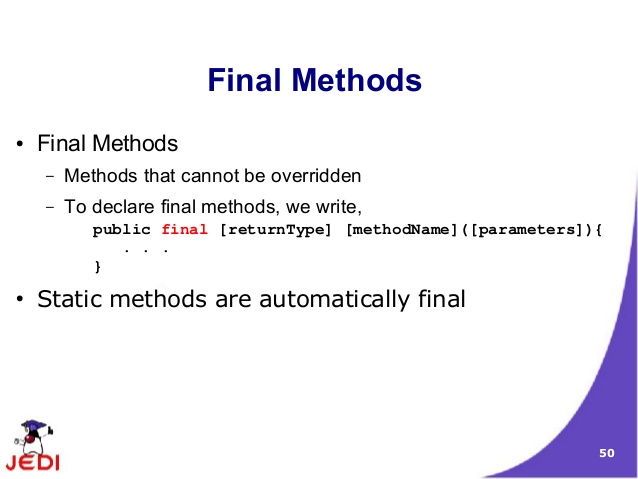 Final Methods
• Final Methods
– Methods that cannot be overridden
– To declare final methods, we write,
public final [returnType] [methodName]([parameters]){
. . .
}
• Static methods are automatically final
JEDI
50